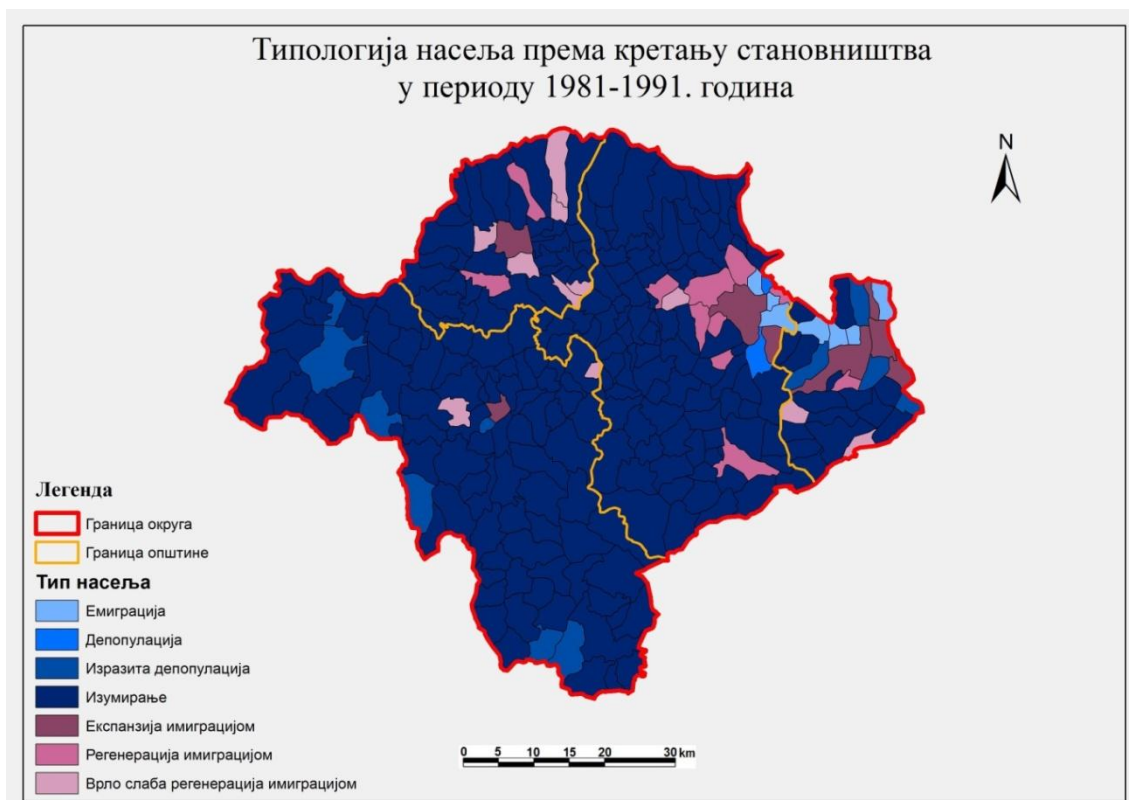 Типологија насеља према кретању становништва
у периоду 1981-1991. година
N
Легенда
Граница округа
Граница општине
Тип насеља
Емиграција
Депопулација
Изразита депопулација
Изумирање
Експанзија имиграцијом
Регенерација имиграцијом
Врло слаба регенерација имиграцијом
0 5 10 15 20 30 km